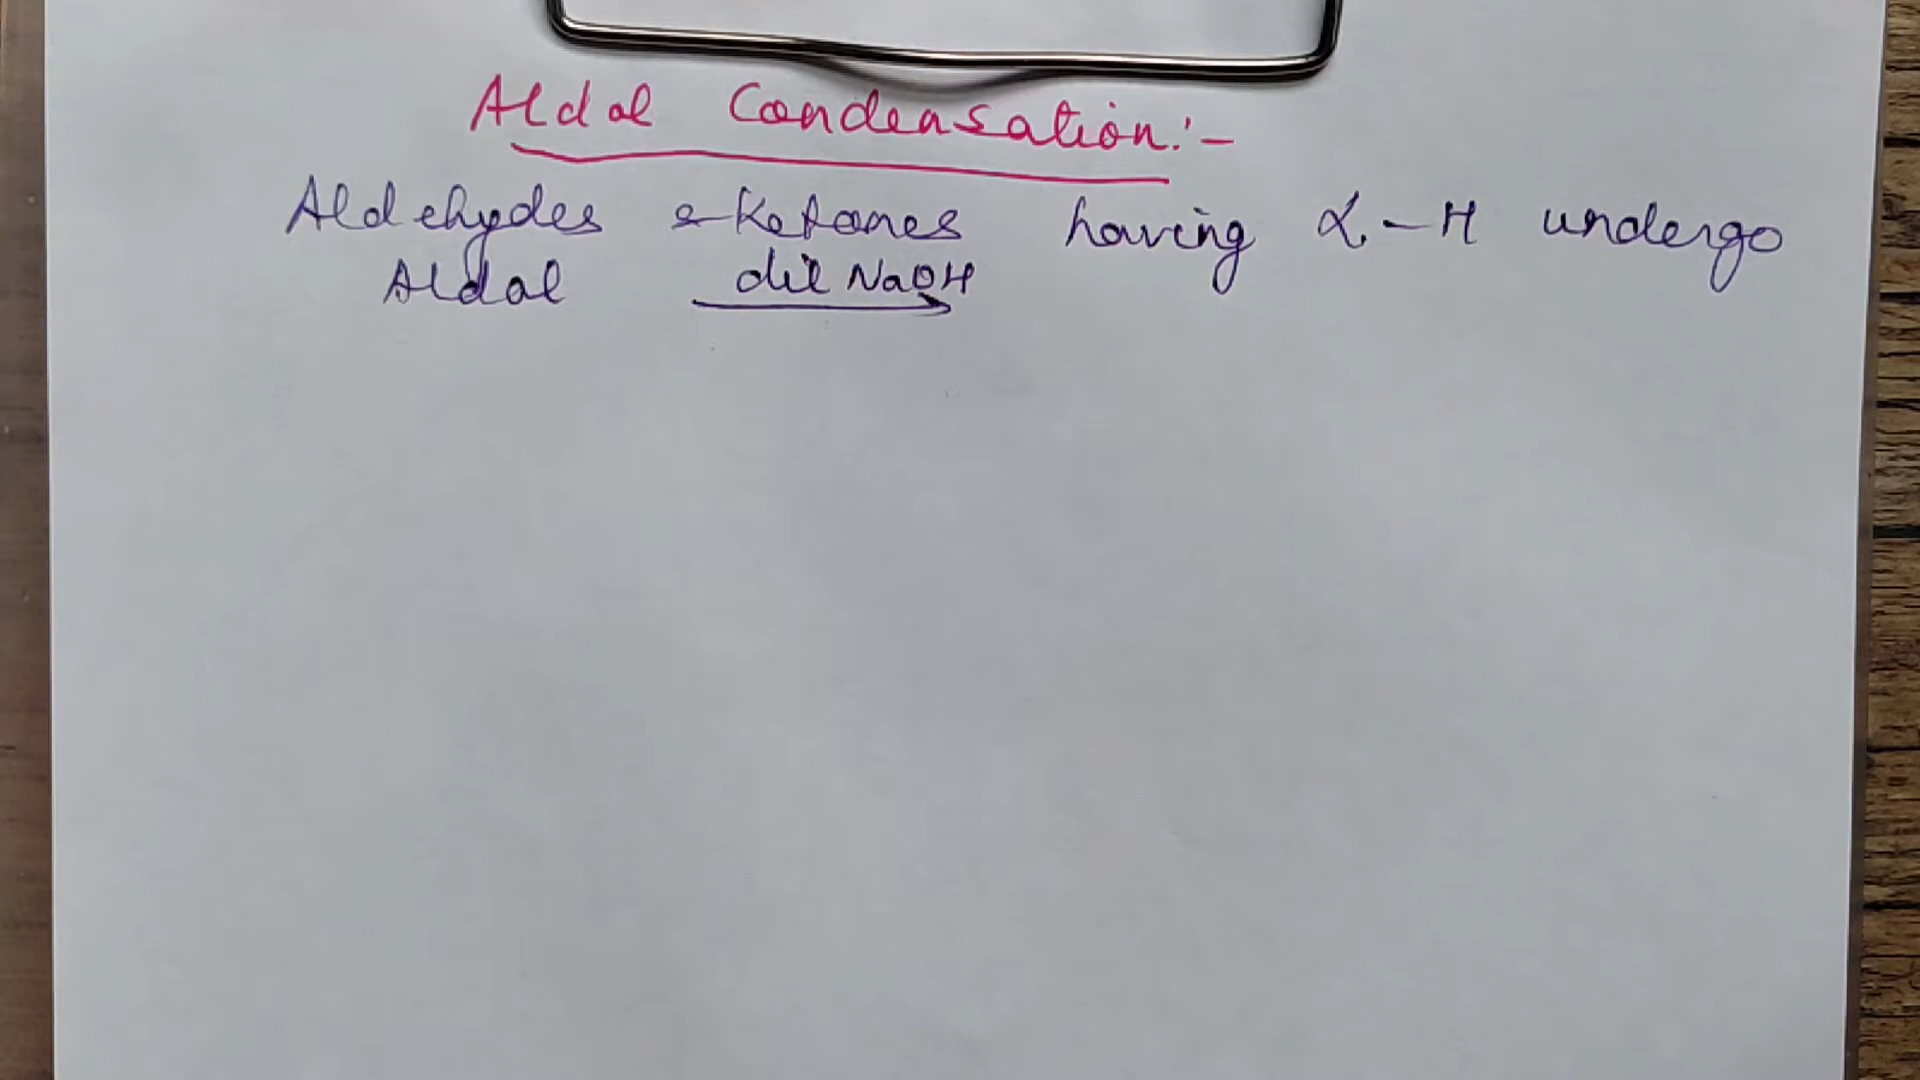 Aldol Condensation:-
Aldehydes & Ketones having α-H undergo
Aldol dil NaOH